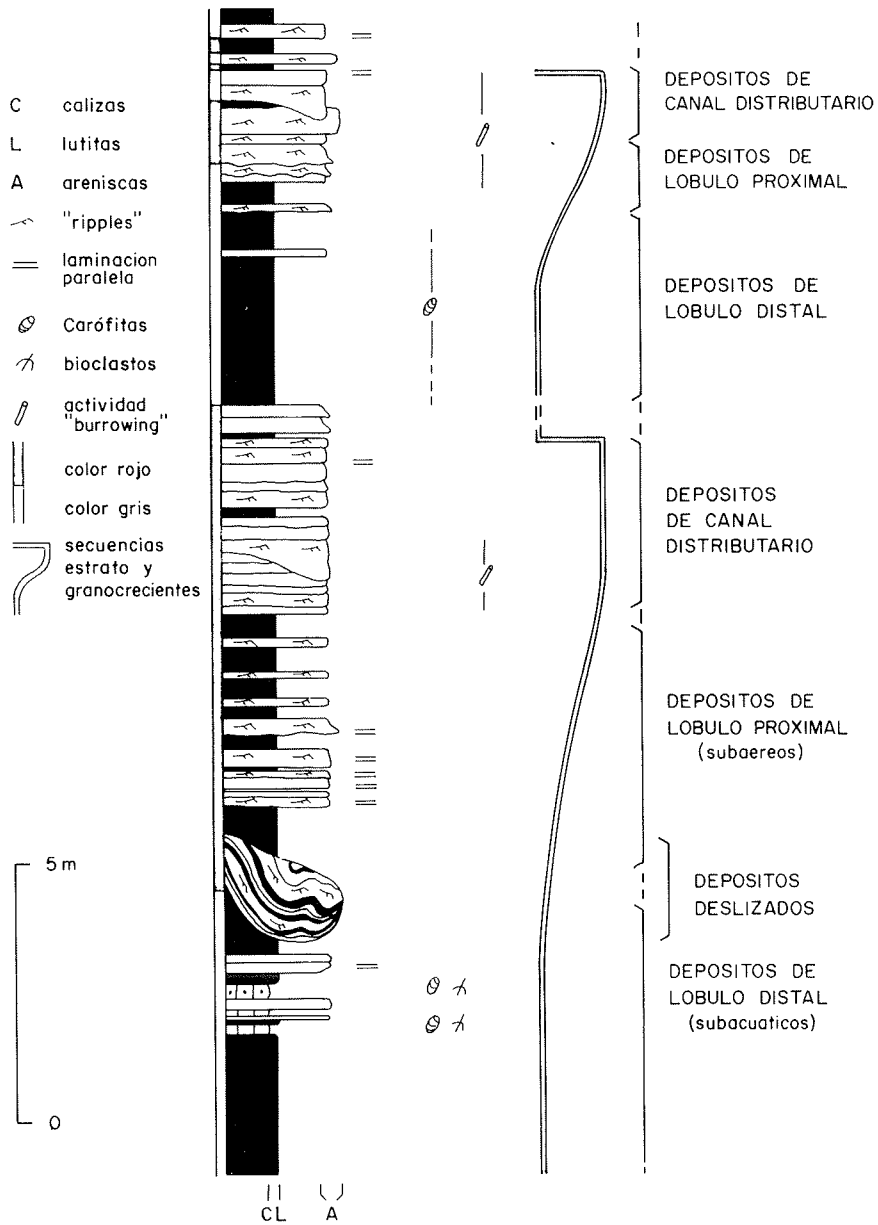 C calizas
L lutitas
A areniscas
"ripples"
laminacion
paralela
Carófitas
bioclastos
actividad
"burrowing"
color rojo
color gris
secuencias
estrato y
granocrecientes
5 m
0
C L A
DEPOSITOS DE
CANAL DISTRIBUTARIO
DEPOSITOS DE
LOBULO PROXIMAL
DEPOSITOS DE
LOBULO DISTAL
DEPOSITOS
DE CANAL
DISTRIBUTARIO
DEPOSITOS DE
LOBULO PROXIMAL
(subaereos)
DEPOSITOS
DESLIZADOS
DEPOSITOS DE
LOBULO DISTAL
(subacuaticos)